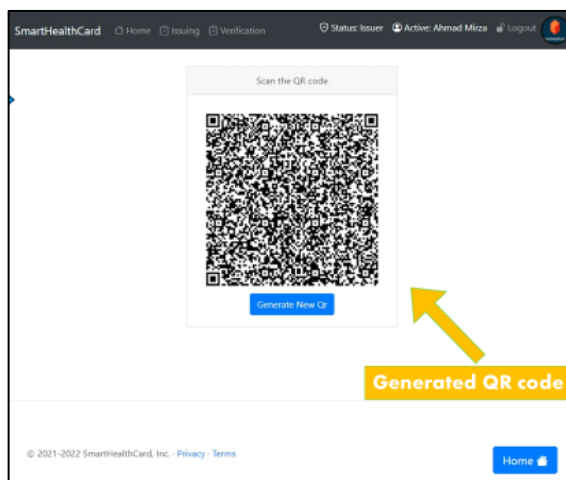 SmartHealthCard Home Issuing Verification Status: Issuer Active: Ahmad Mirza Logout
Scan the QR code
Generate New Qr
Generated QR code
© 2021-2022 SmartHealthCard, Inc. - Privacy - Terms
Home